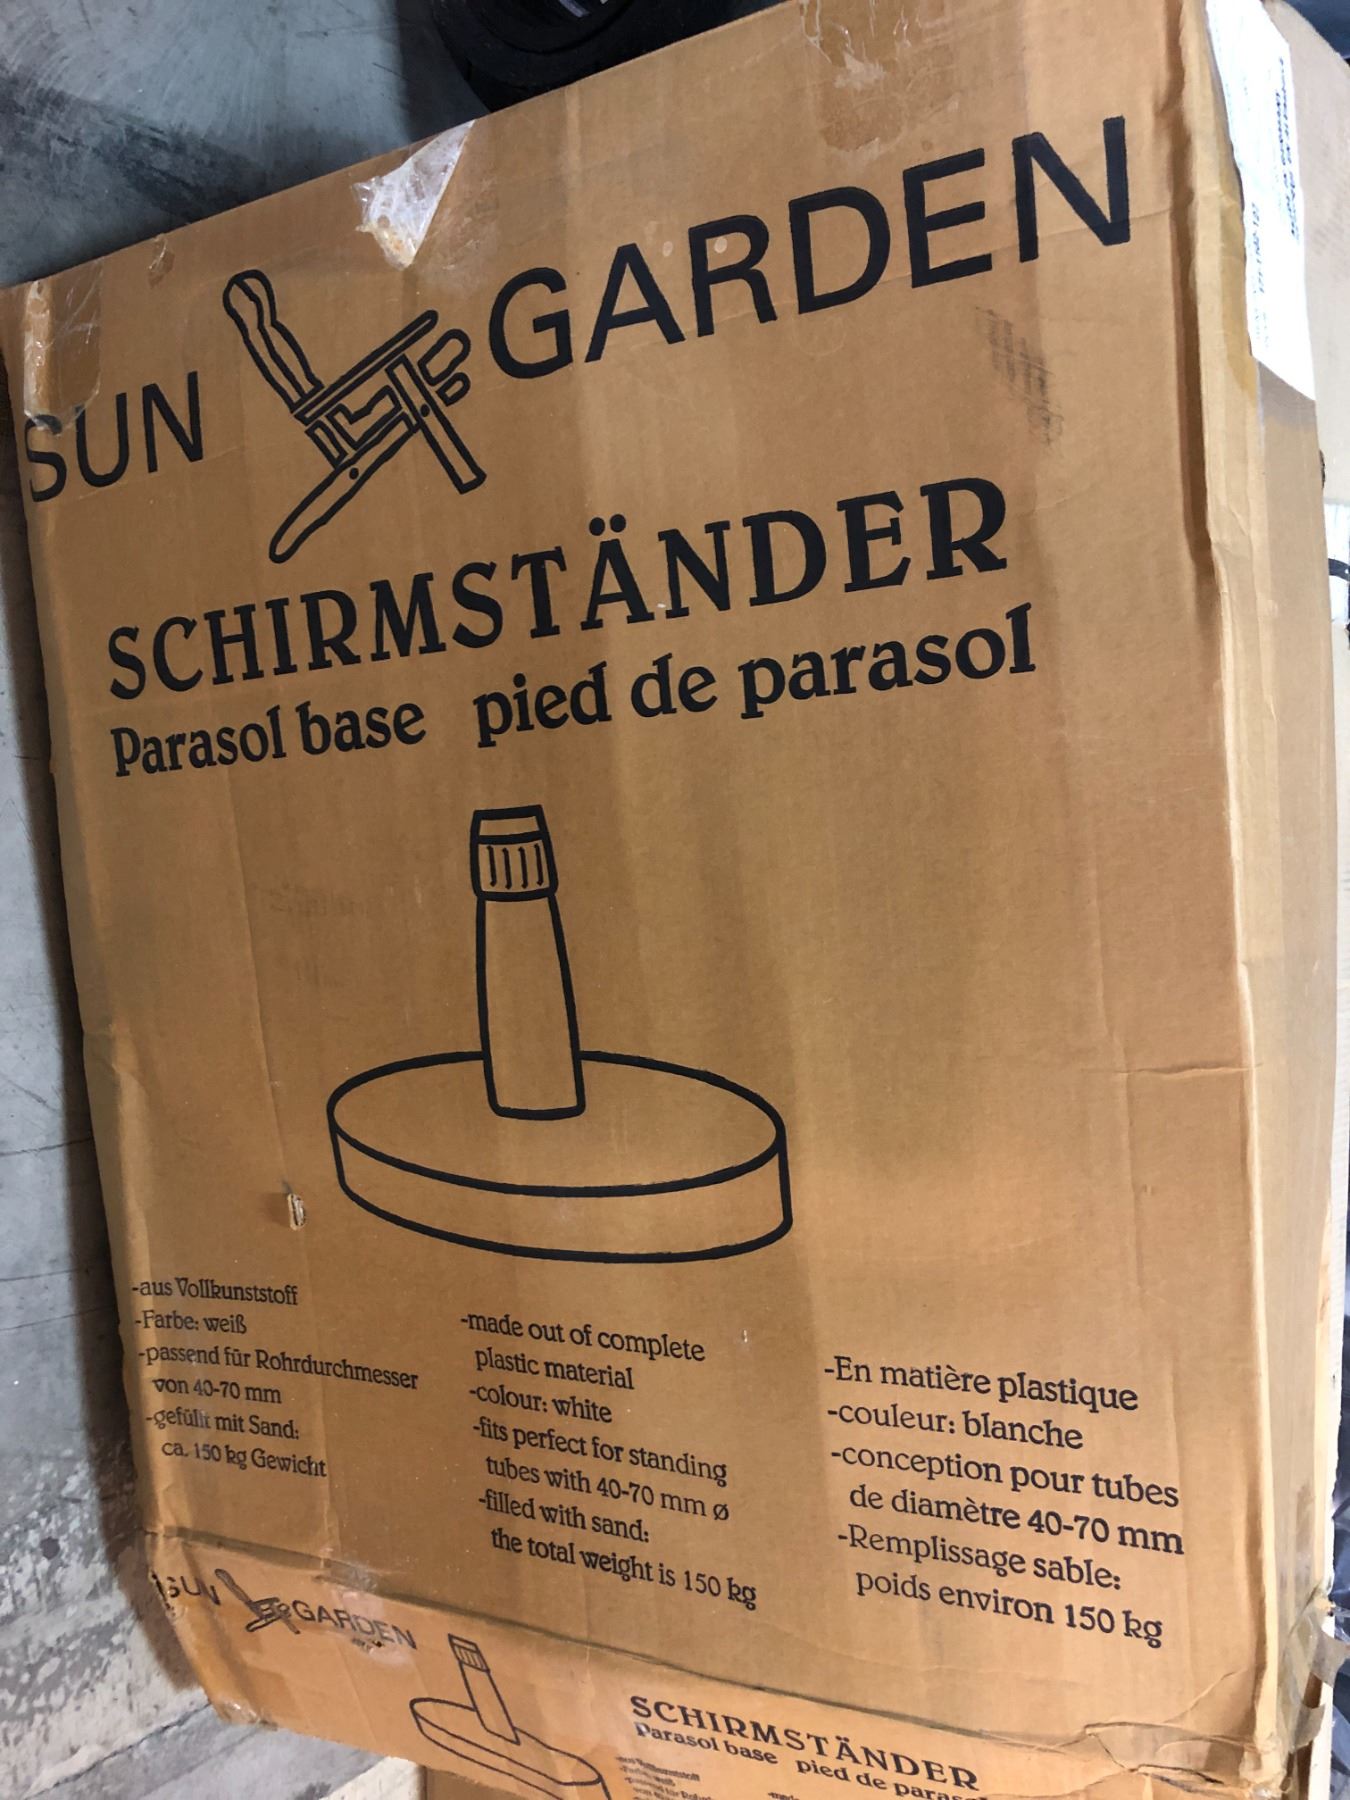 SUN GARDEN
SCHIRMSTÄNDER
Parasol base pied de parasol
-aus Vollkunststoff
-Farbe: weiß
-passend für Rohrdurchmesser
von 40-70 mm
-gefüllt mit Sand:
ca. 150 kg Gewicht
-made out of complete
plastic material
-colour: white
-fits perfect for standing
tubes with 40-70 mm ø
-filled with sand:
the total weight is 150 kg
-En matière plastique
-couleur: blanche
-conception pour tubes
de diamètre 40-70 mm
-Remplissage sable:
poids environ 150 kg
SUN GARDEN
SCHIRMSTÄNDER
Parasol base pied de